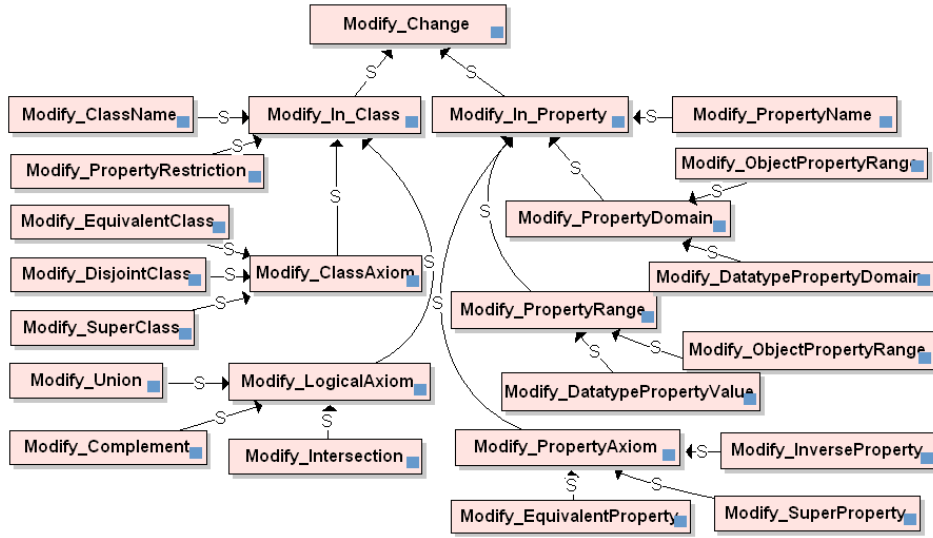 Modify_Change
S
S
Modify_ClassName
S
Modify_In_Class
Modify_In_Property
S
Modify_PropertyName
S
Modify_PropertyRestriction
Modify_ObjectPropertyRange
S
S
S
Modify_EquivalentClass
Modify_PropertyDomain
S
S
S
Modify_DisjointClass
S
Modify_ClassAxiom
S
Modify_DatatypePropertyDomain
S
S
Modify_SuperClass
Modify_PropertyRange
S
S
Modify_ObjectPropertyRange
Modify_Union
S
Modify_LogicalAxiom
Modify_DatatypePropertyValue
S
Modify_Complement
S
Modify_Intersection
Modify_PropertyAxiom
S
Modify_InverseProperty
S
S
Modify_EquivalentProperty
Modify_SuperProperty